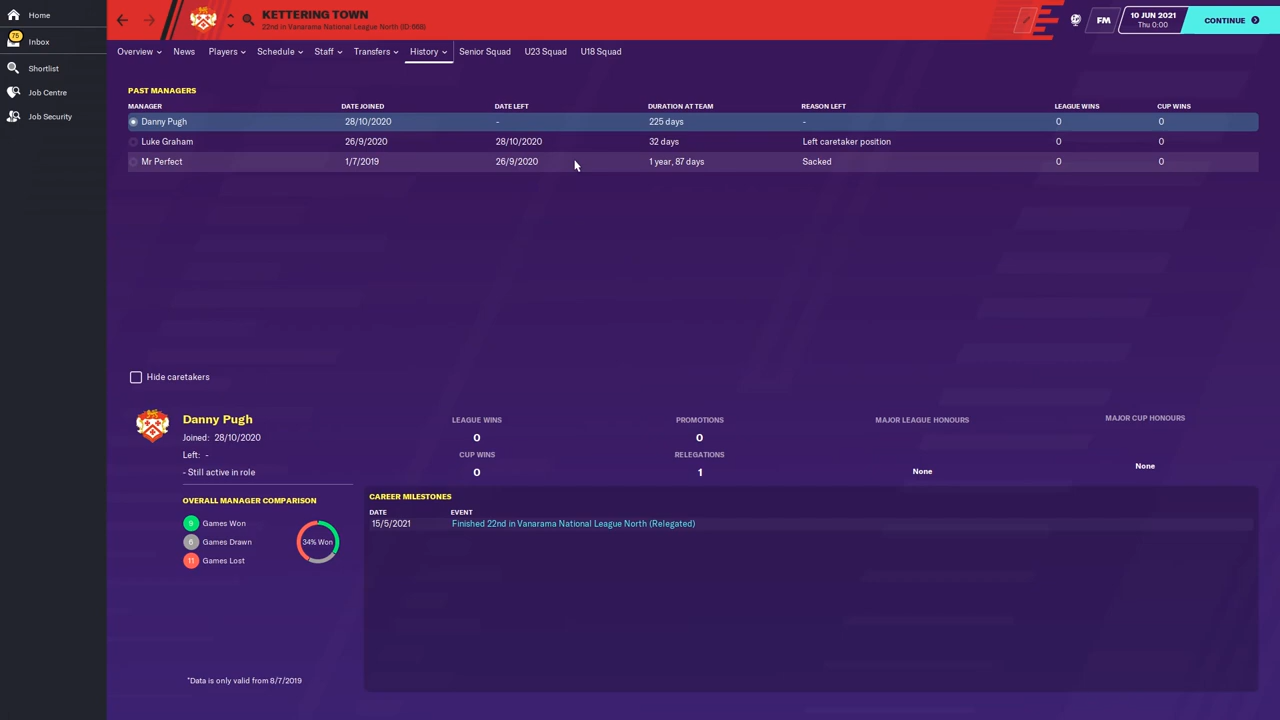 Home
75
Inbox
Shortlist
Job Centre
Job Security
KETTERING TOWN
22nd in Vanarama National League North (ID:666)
FM
10 JUN 2021
Thu 0:00
CONTINUE
Overview News Players Schedule Staff Transfers History Senior Squad U23 Squad U18 Squad
PAST MANAGERS
MANAGER DATE JOINED DATE LEFT DURATION AT TEAM REASON LEFT LEAGUE WINS CUP WINS
Danny Pugh 28/10/2020 - 225 days - 0 0
Luke Graham 26/9/2020 28/10/2020 32 days Left caretaker position 0 0
Mr Perfect 1/7/2019 26/9/2020 1 year, 87 days Sacked 0 0
Hide caretakers
Danny Pugh
Joined: 28/10/2020
Left: -
- Still active in role
LEAGUE WINS PROMOTIONS MAJOR LEAGUE HONOURS MAJOR CUP HONOURS
0 0
CUP WINS RELEGATIONS
0 1 None None
OVERALL MANAGER COMPARISON
9 Games Won
6 Games Drawn
11 Games Lost
34% Won
CAREER MILESTONES
DATE EVENT
15/5/2021 Finished 22nd in Vanarama National League North (Relegated)
*Data is only valid from 8/7/2019